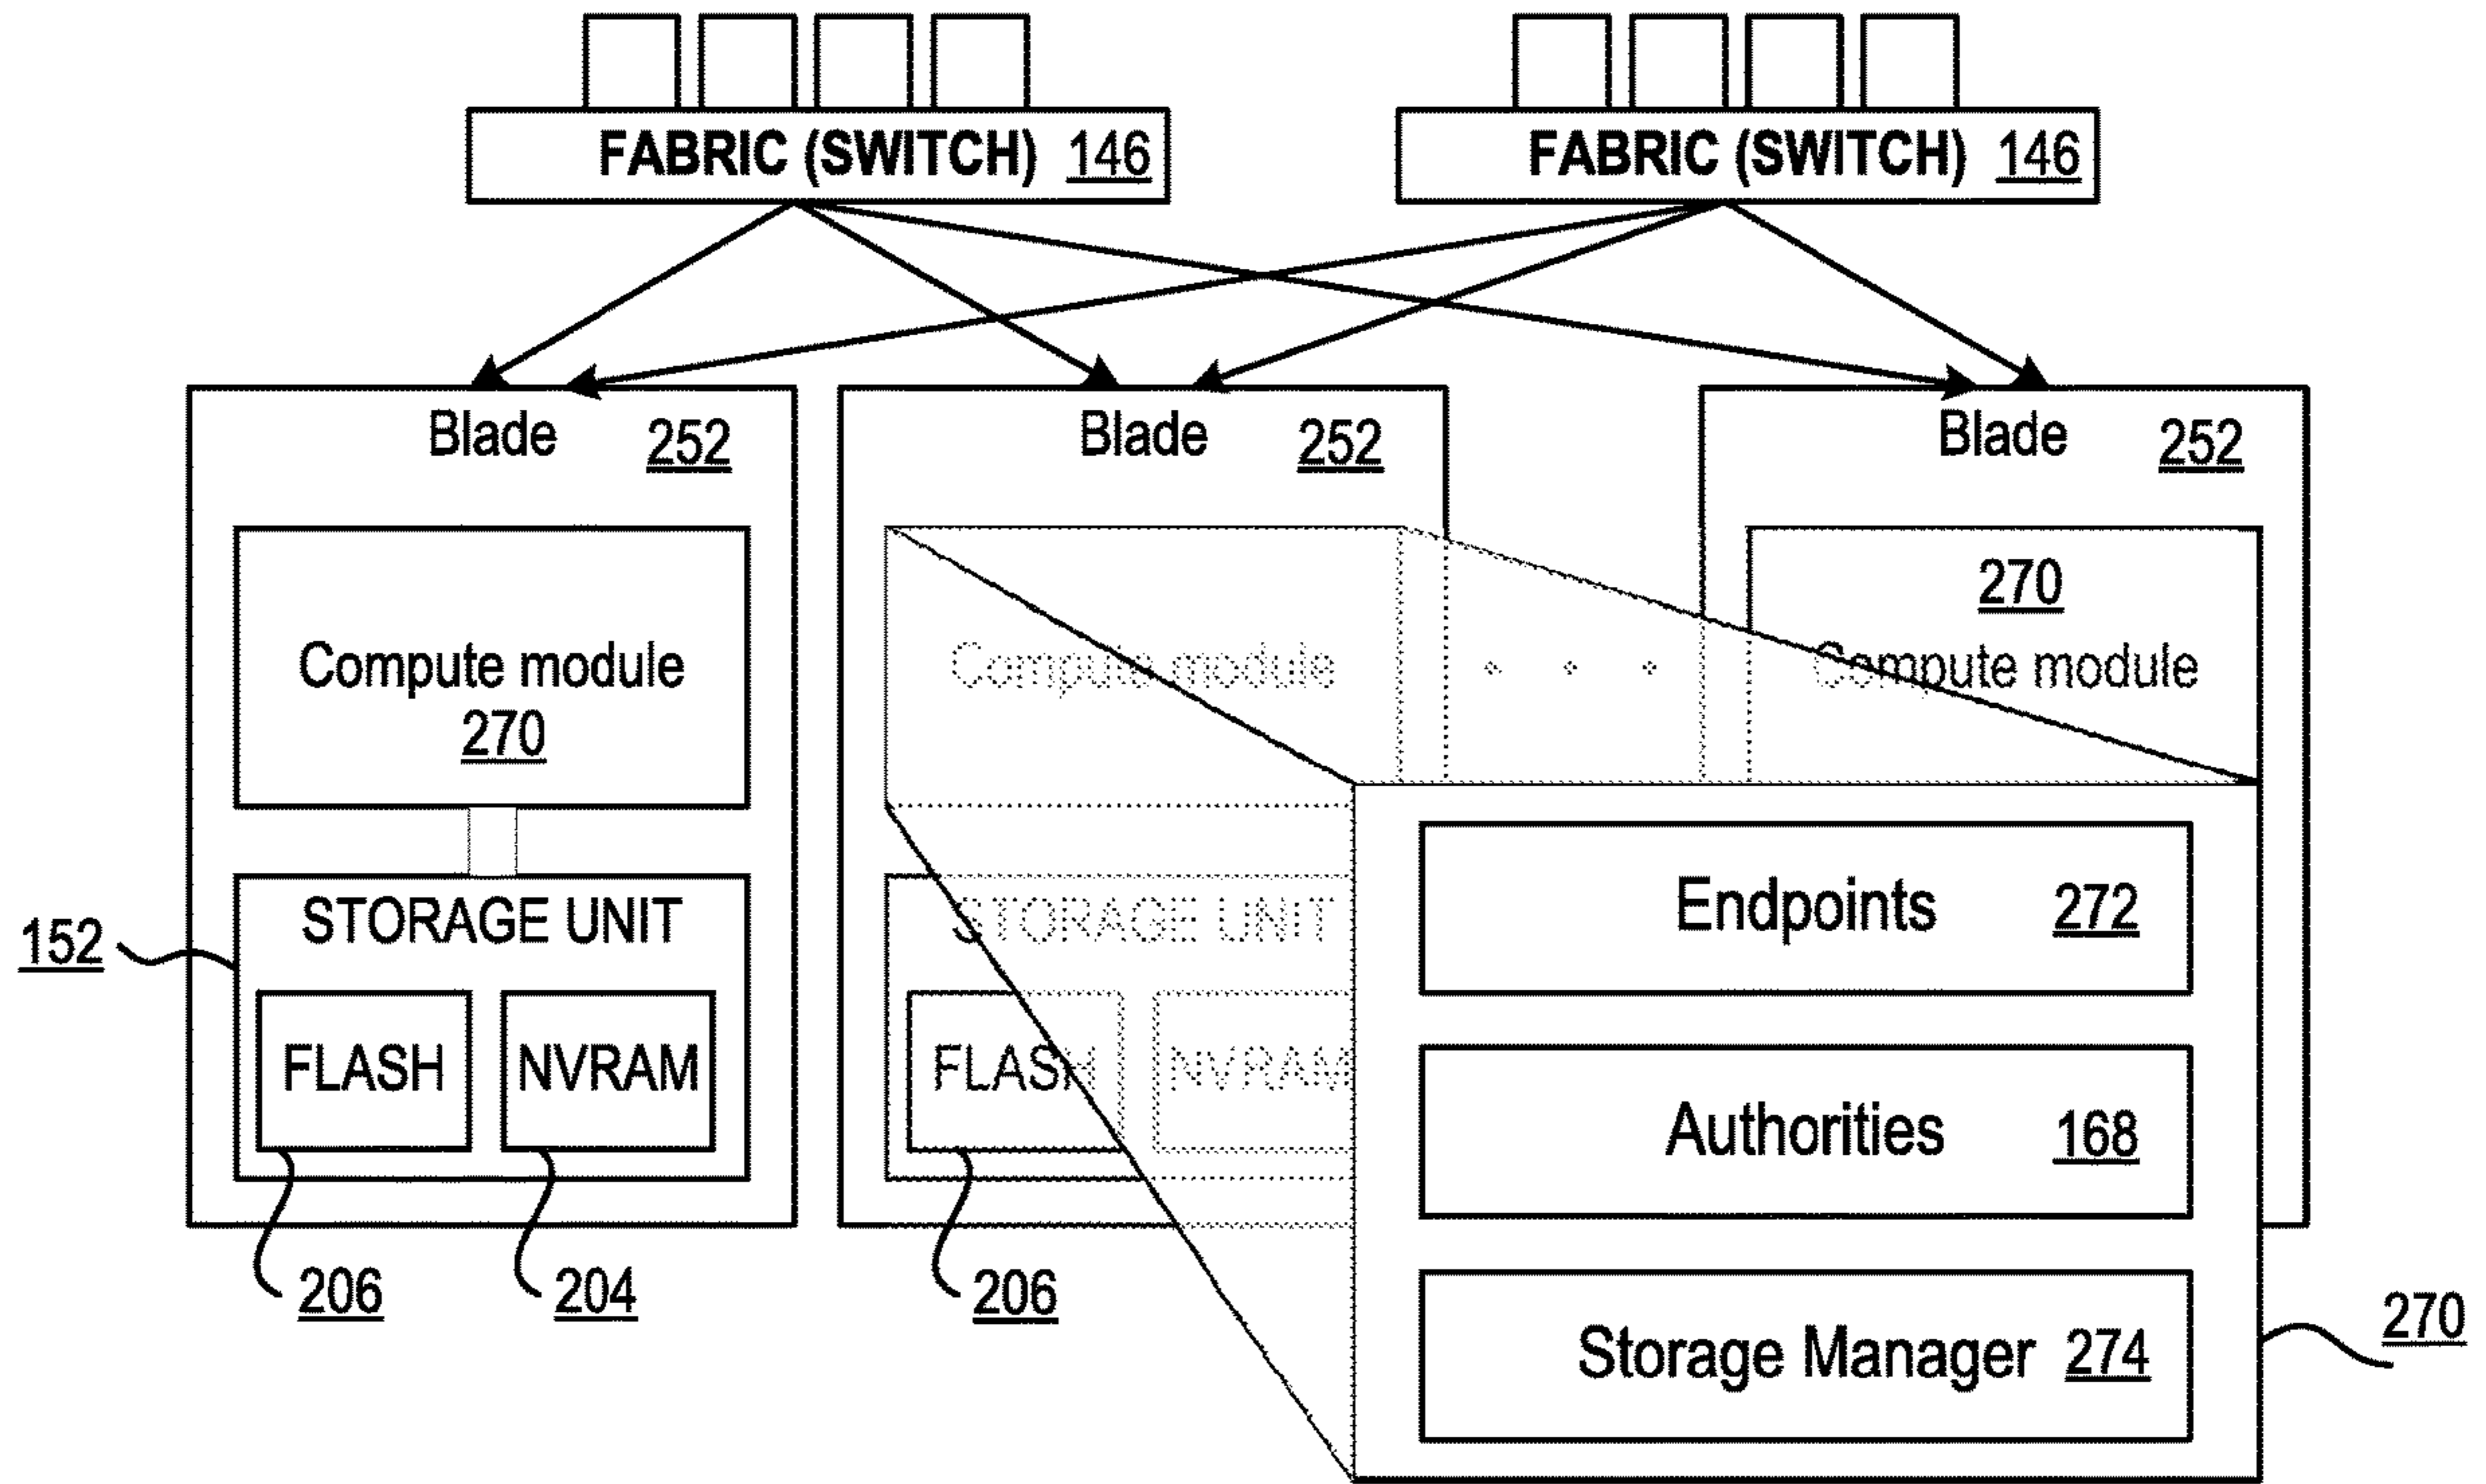 FABRIC (SWITCH) 146
FABRIC (SWITCH) 146
Blade 252
Blade 252
Blade 252
Compute module
270
Compute module
270
Compute module
STORAGE UNIT
152
FLASH
NVRAM
206
204
STORAGE UNIT
FLASH
NVRAM
206
Endpoints 272
Authorities 168
Storage Manager 274
270